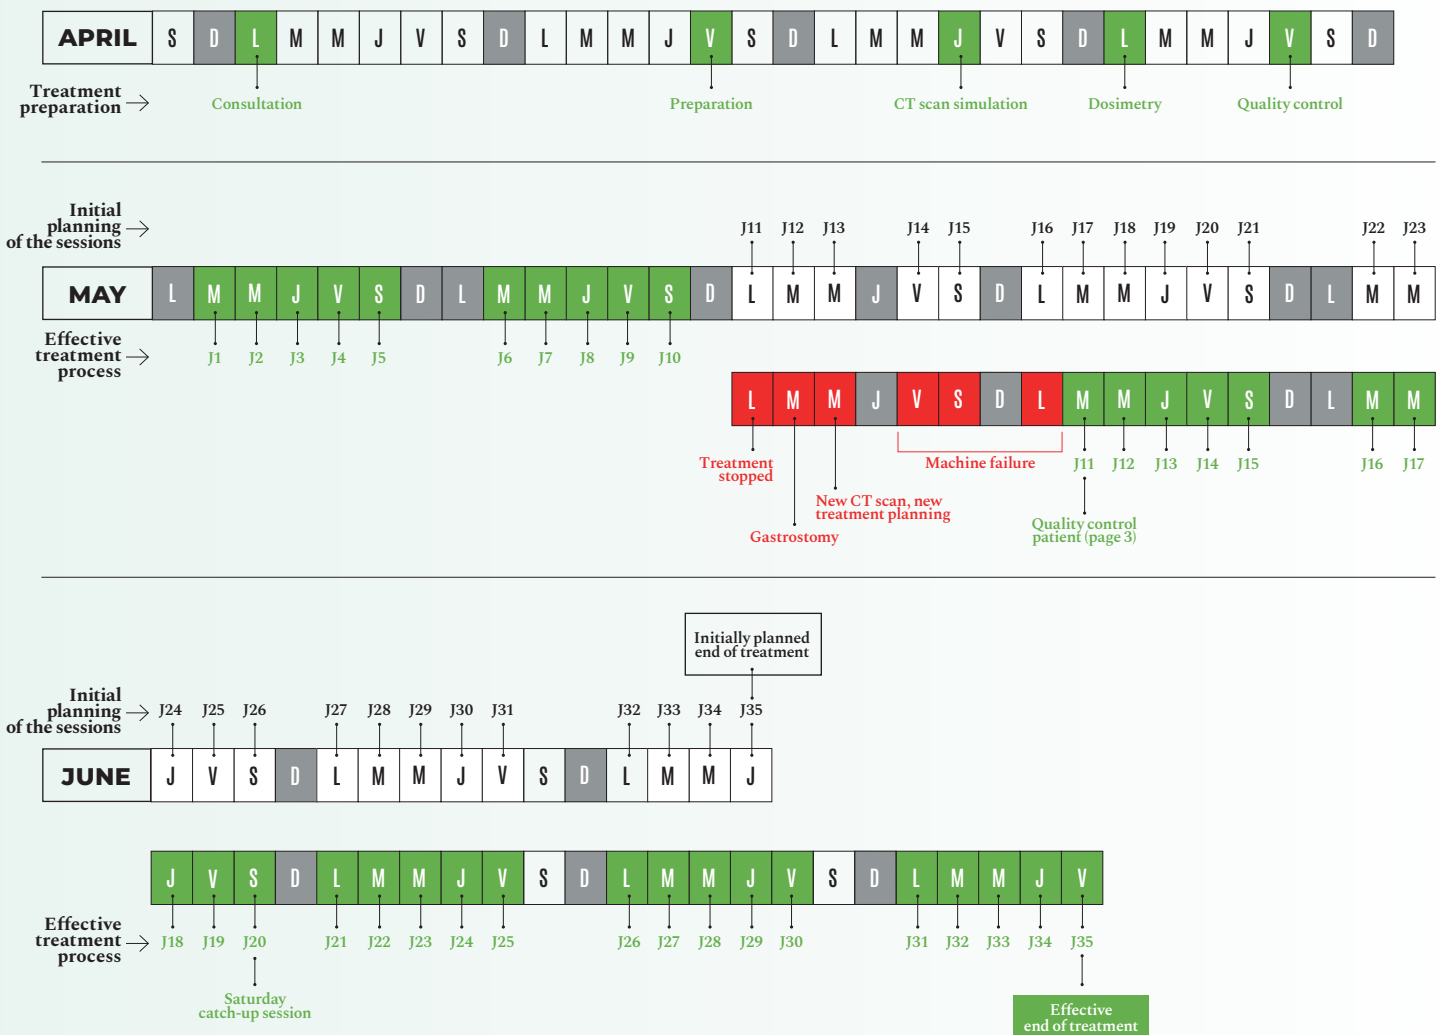 APRIL S D L M M J V S D L M M J V S D L M M J V S D L M M J V S D
Treatment
preparation
Consultation
Preparation
CT scan simulation
Dosimetry
Quality control
Initial
planning
of the sessions
J11 J12 J13 J14 J15 J16 J17 J18 J19 J20 J21 J22 J23
MAY L M M J V S D L M M J V S D L M M J V S D L M M J V S D L M M
Effective
treatment
process
J1 J2 J3 J4 J5 J6 J7 J8 J9 J10
L M M J V S D L M M J V S D L M M
Treatment
stopped
Gastrostomy
New CT scan, new
treatment planning
Machine failure
J11 J12 J13 J14 J15 J16 J17
Quality control
patient (page 3)
Initially planned
end of treatment
Initial
planning
of the sessions
J24 J25 J26 J27 J28 J29 J30 J31 J32 J33 J34 J35
JUNE J V S D L M M J V S D L M M J
J V S D L M M J V S D L M M J V S D L M M J V
Effective
treatment
process
J18 J19 J20 J21 J22 J23 J24 J25 J26 J27 J28 J29 J30 J31 J32 J33 J34 J35
Saturday
catch-up session
Effective
end of treatment